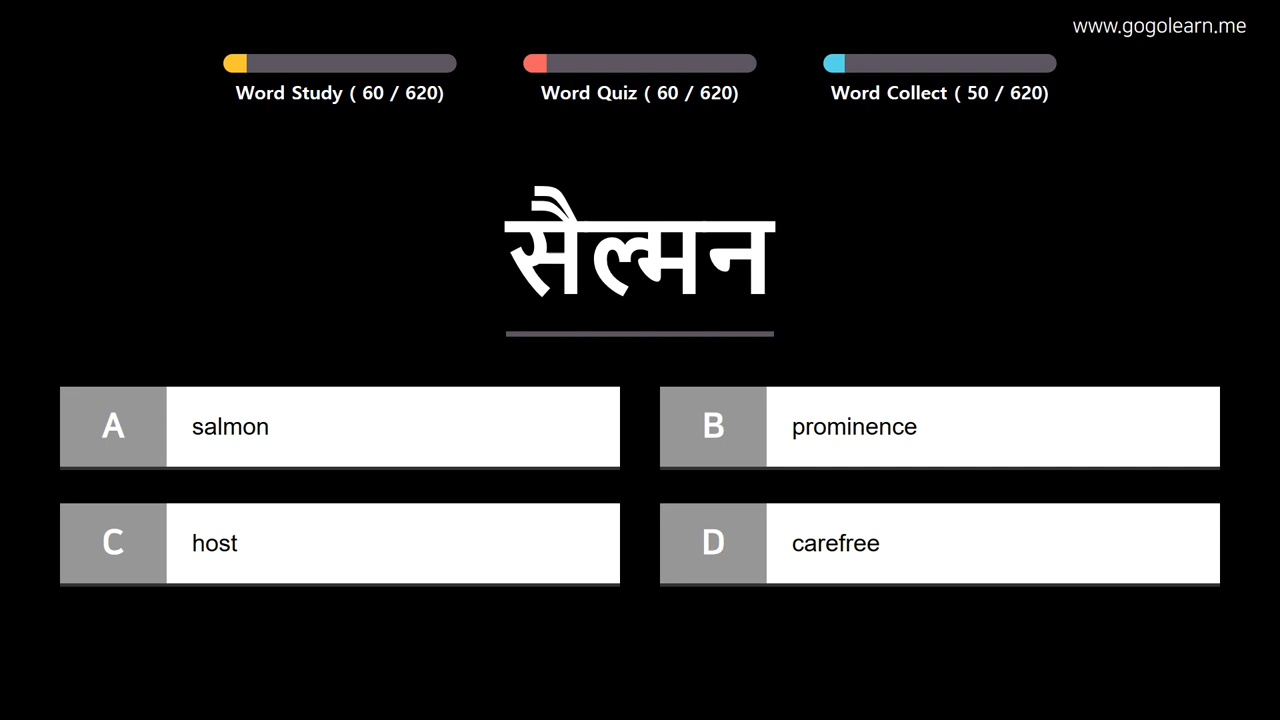 www.gogolearn.me
Word Study ( 60 / 620)
Word Quiz ( 60 / 620)
Word Collect ( 50 / 620)
सैल्मन
A salmon
B prominence
C host
D carefree